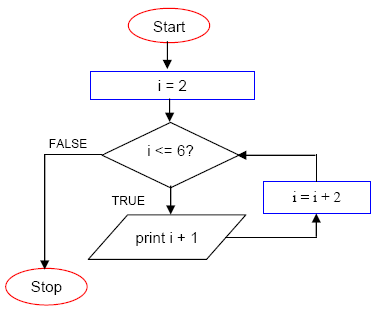 Start
i = 2
i <= 6?
FALSE
TRUE
print i + 1
i = i + 2
Stop